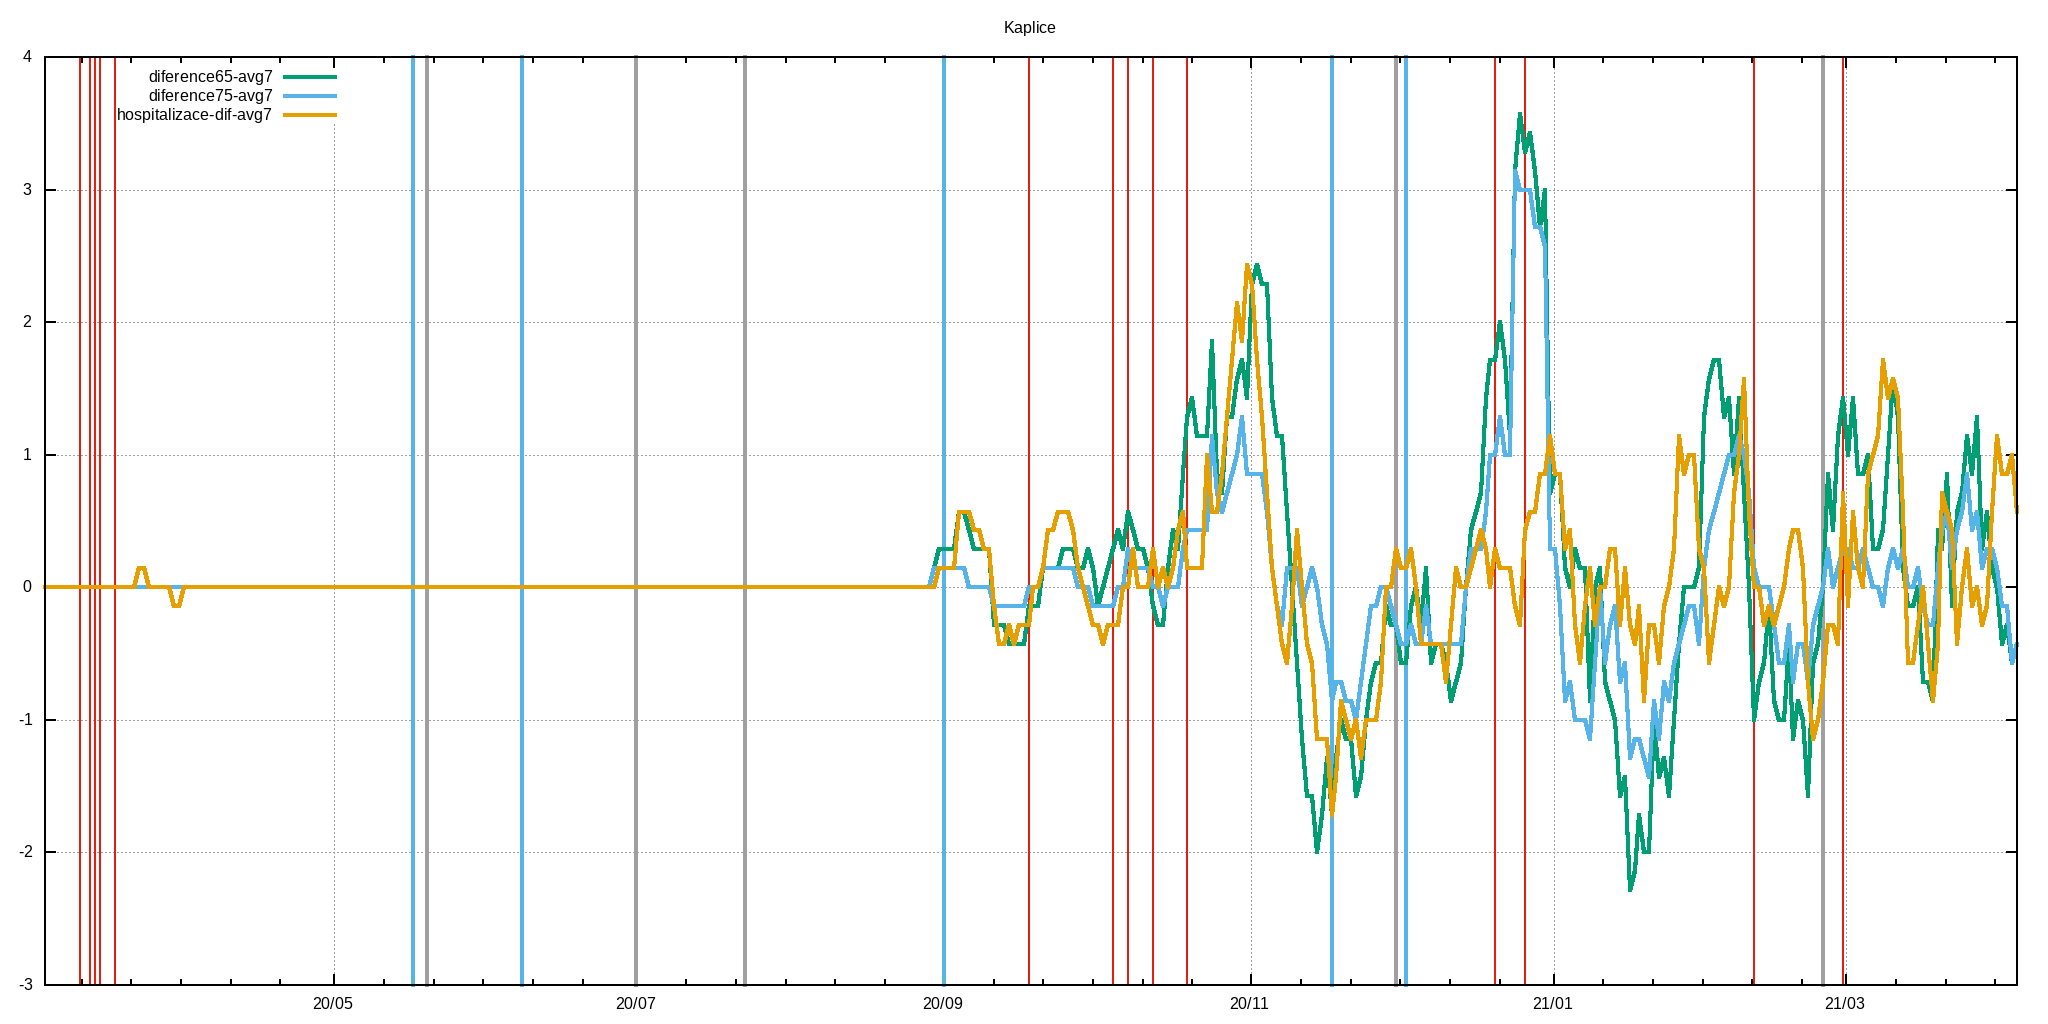 Kaplice
4
diference65-avg7
diference75-avg7
hospitalizace-dif-avg7
3
2
1
0
-1
-2
-3
20/05 20/07 20/09 20/11 21/01 21/03